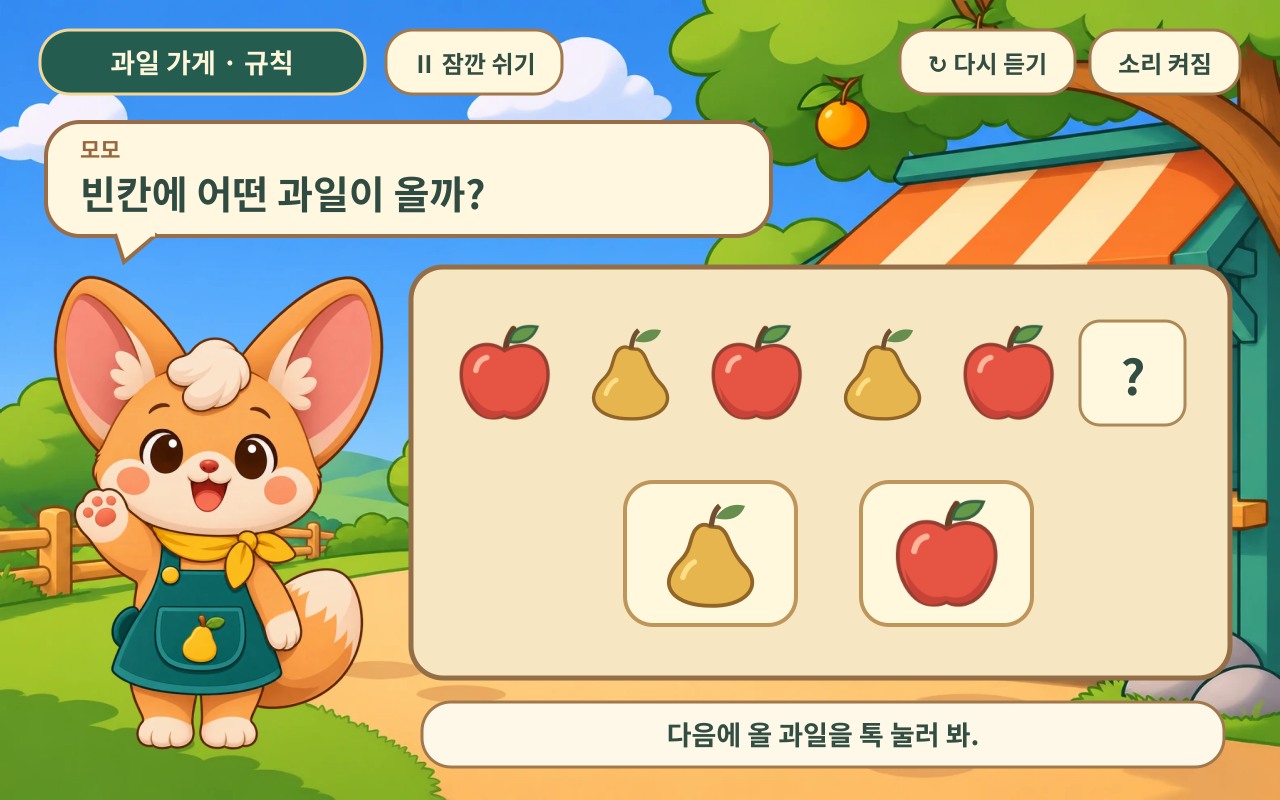 과일 가게 · 규칙
잠깐 쉬기
↻ 다시 듣기
소리 켜짐
모모
빈칸에 어떤 과일이 올까?
?
다음에 올 과일을 톡 눌러 봐.